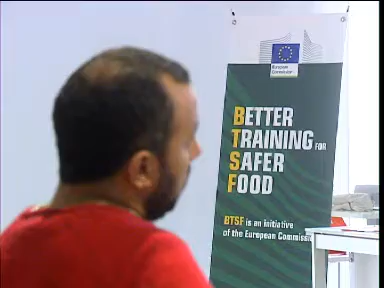 European
Commission
BETTER
TRAINING FOR
SAFER
FOOD
BTSF is an initiative
of the European Commission